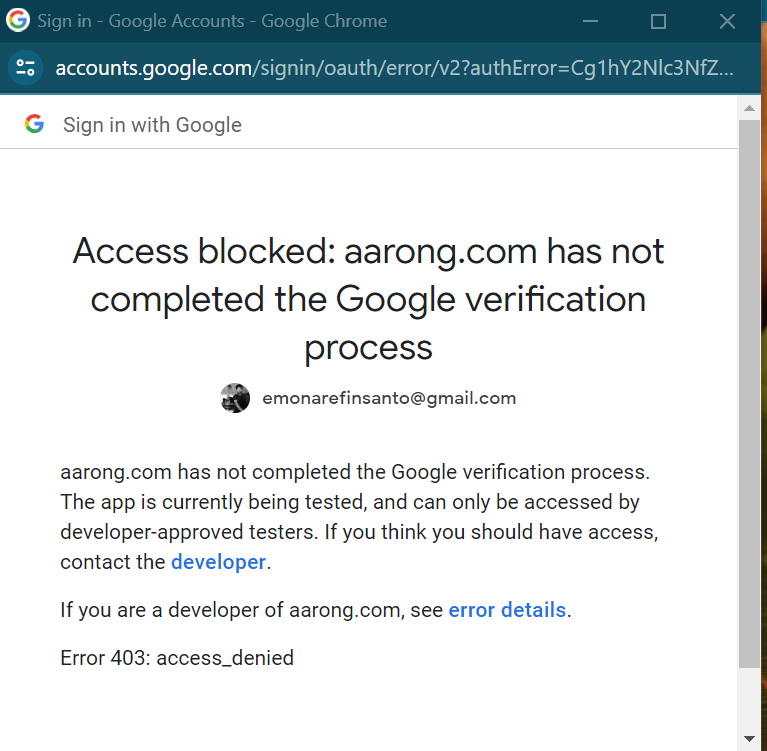 Sign in - Google Accounts - Google Chrome
accounts.google.com/signin/oauth/error/v2?authError=Cg1hY2Nlc3NfZ...
Sign in with Google
Access blocked: aarong.com has not
completed the Google verification
process
emonarefinsanto@gmail.com
aarong.com has not completed the Google verification process.
The app is currently being tested, and can only be accessed by
developer-approved testers. If you think you should have access,
contact the developer.
If you are a developer of aarong.com, see error details.
Error 403: access_denied